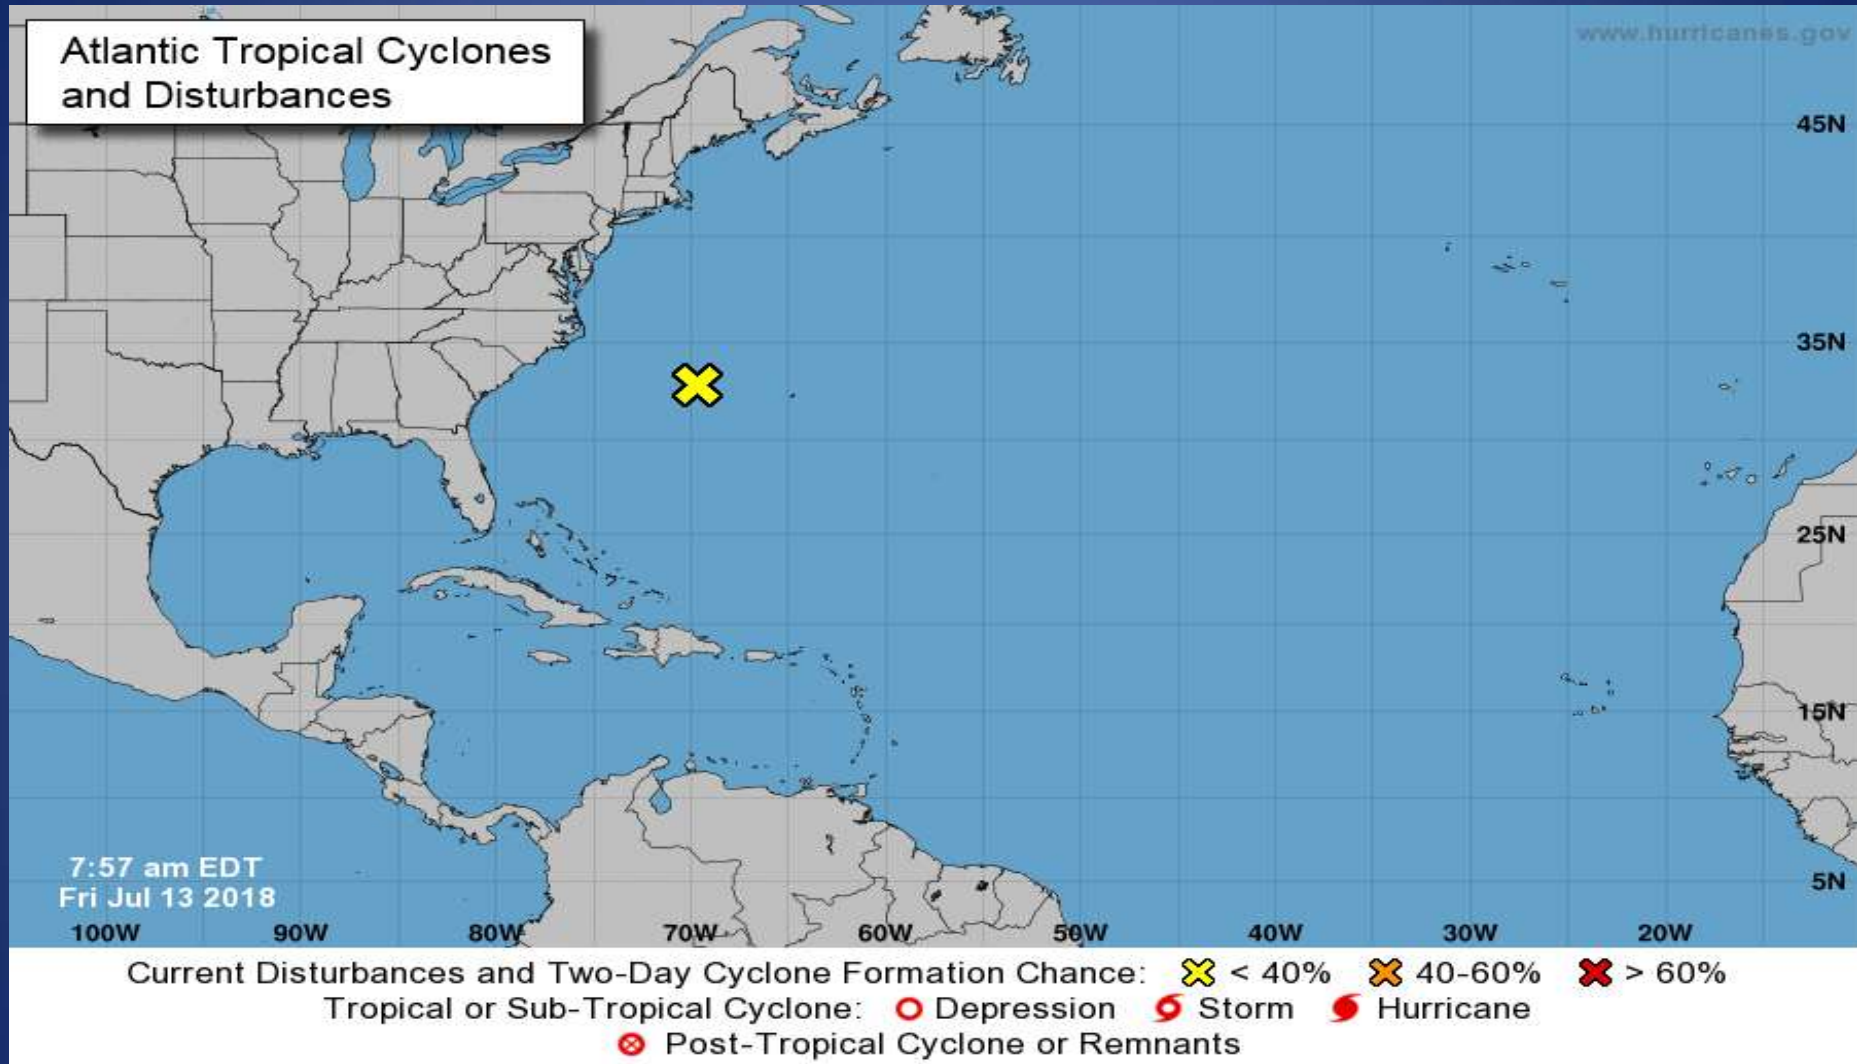 Atlantic Tropical Cyclones
and Disturbances
www.hurricanes.gov
45N
35N
25N
15N
5N
7:57 am EDT
Fri Jul 13 2018
100W 90W 80W 70W 60W 50W 40W 30W 20W
Current Disturbances and Two-Day Cyclone Formation Chance: < 40% 40-60% > 60%
Tropical or Sub-Tropical Cyclone: Depression Storm Hurricane
Post-Tropical Cyclone or Remnants